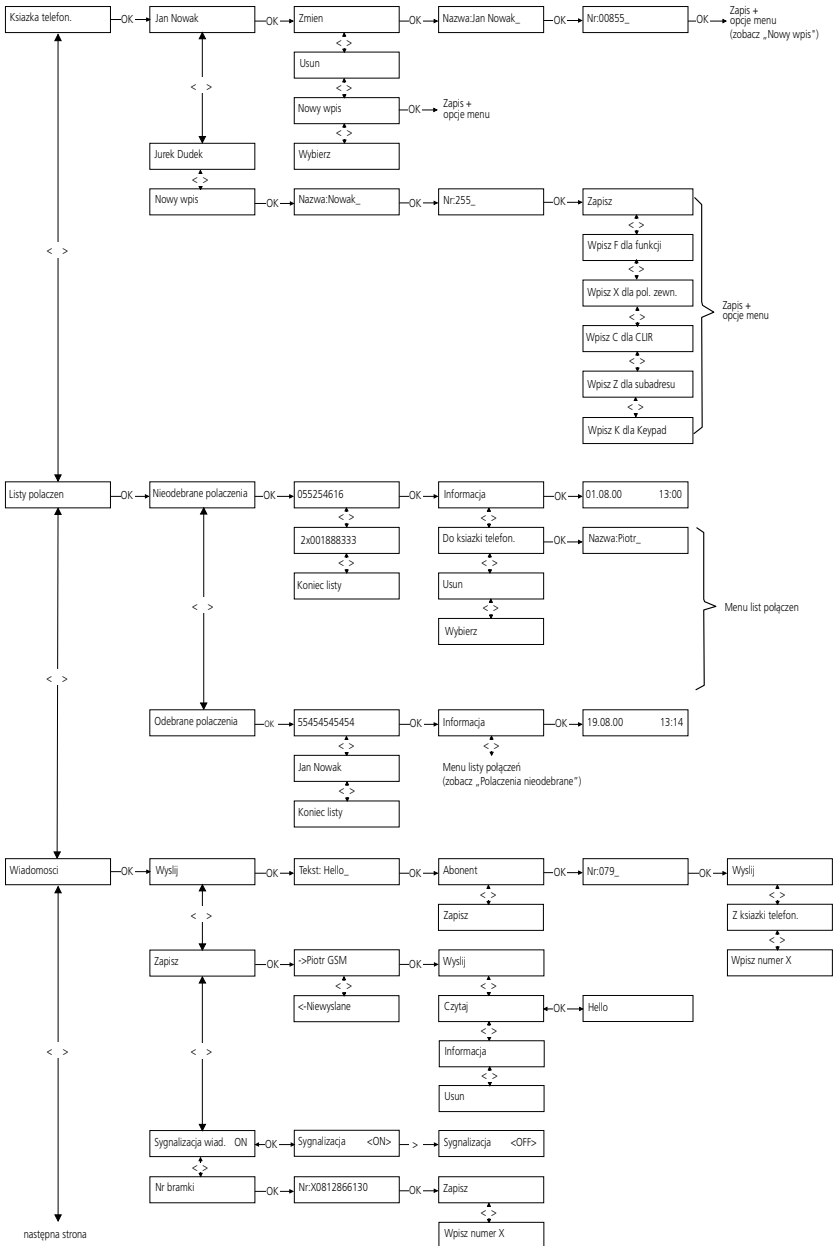 Ksiazka telefon.
OK
Jan Nowak
OK
Zmien
OK
Nazwa:Jan Nowak_
OK
Nr:00855_
OK
Zapis +
opcje menu
(zobacz „Nowy wpis")
< >
Usun
< >
< >
Nowy wpis
OK
Zapis +
opcje menu
< >
Jurek Dudek
Wybierz
< >
Nowy wpis
OK
Nazwa:Nowak_
OK
Nr:255_
OK
Zapisz
< >
Wpisz F dla funkcji
< >
< >
Wpisz X dla pol. zewn.
Zapis +
opcje menu
< >
Wpisz C dla CLIR
< >
Wpisz Z dla subadresu
< >
Wpisz K dla Keypad
Listy polaczen
OK
Nieodebrane polaczenia
OK
055254616
OK
Informacja
OK
01.08.00 13:00
< >
< >
2x001888333
Do ksiazki telefon.
OK
Nazwa:Piotr_
< >
< >
Koniec listy
Usun
< >
< >
Menu list połączen
Wybierz
< >
Odebrane polaczenia
OK
55454545454
OK
Informacja
OK
19.08.00 13:14
< >
< >
Jan Nowak
Menu listy połączeń
(zobacz „Polaczenia nieodebrane")
< >
Koniec listy
Wiadomosci
OK
Wyslij
OK
Tekst: Hello_
OK
Abonent
OK
Nr:079_
OK
Wyslij
< >
< >
< >
Zapisz
Z ksiazki telefon.
< >
Zapisz
OK
->Piotr GSM
OK
Wyslij
Wpisz numer X
< >
< >
<-Niewyslane
Czytaj
OK
Hello
< >
< >
< >
Informacja
< >
Usun
Sygnalizacja wiad. ON
OK
Sygnalizacja <ON>
>
Sygnalizacja <OFF>
< >
Nr bramki
OK
Nr:X0812866130
OK
Zapisz
< >
następna strona
Wpisz numer X